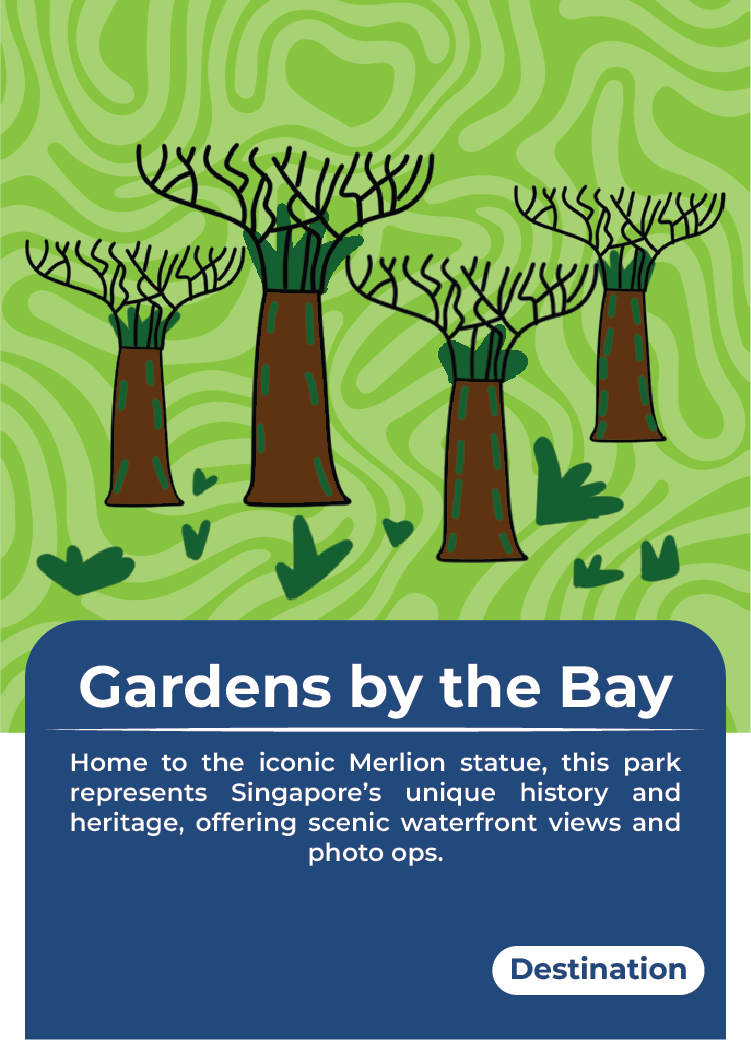 Gardens by the Bay
Home to the iconic Merlion statue, this park
represents Singapore’s unique history and
heritage, offering scenic waterfront views and
photo ops.
Destination